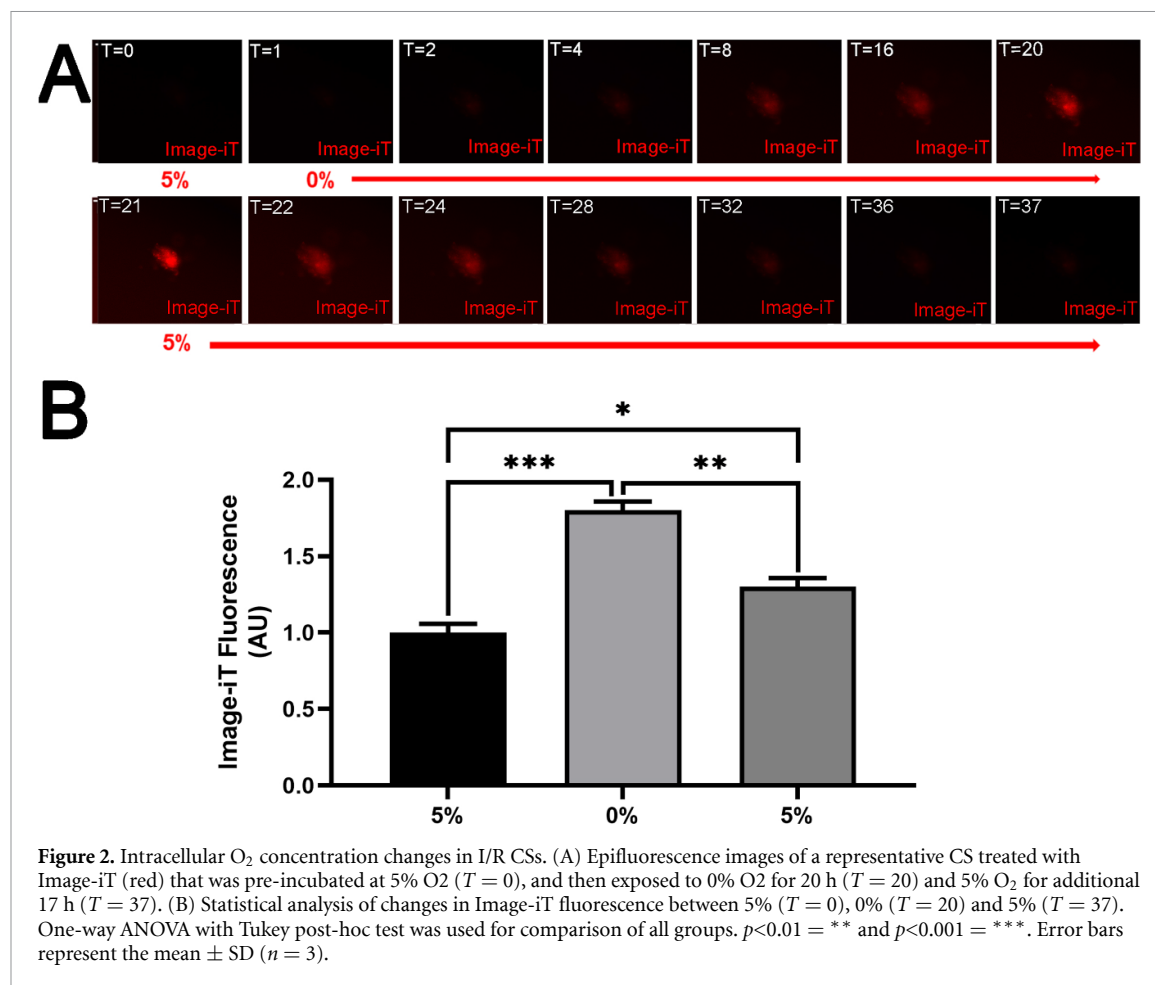 A
T=0 T=1 T=2 T=4 T=8 T=16 T=20
Image-iT Image-iT Image-iT Image-iT Image-iT Image-iT Image-iT
5% 0%
T=21 T=22 T=24 T=28 T=32 T=36 T=37
Image-iT Image-iT Image-iT Image-iT Image-iT Image-iT Image-iT
5%
B
*
*** **
Image-iT Fluorescence
(AU)
2.0
1.5
1.0
0.5
0.0
5% 0% 5%
Figure 2. Intracellular O₂ concentration changes in I/R CSs. (A) Epifluorescence images of a representative CS treated with
Image-iT (red) that was pre-incubated at 5% O2 (T = 0), and then exposed to 0% O2 for 20 h (T = 20) and 5% O₂ for additional
17 h (T = 37). (B) Statistical analysis of changes in Image-iT fluorescence between 5% (T = 0), 0% (T = 20) and 5% (T = 37).
One-way ANOVA with Tukey post-hoc test was used for comparison of all groups. p<0.01 = ** and p<0.001 = ***. Error bars
represent the mean ± SD (n = 3).